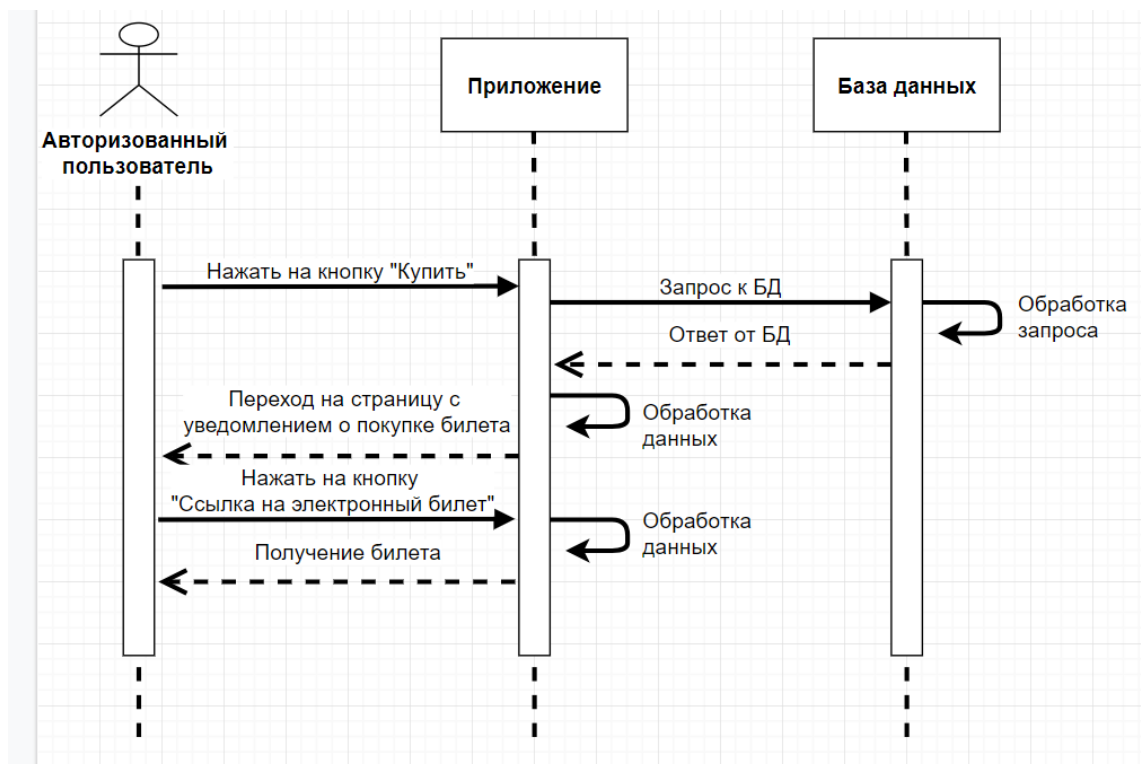 Авторизованный
пользователь
Приложение
База данных
Нажать на кнопку "Купить"
Запрос к БД
Обработка
запроса
Ответ от БД
Переход на страницу с
уведомлением о покупке билета
Обработка
данных
Нажать на кнопку
"Ссылка на электронный билет"
Обработка
данных
Получение билета